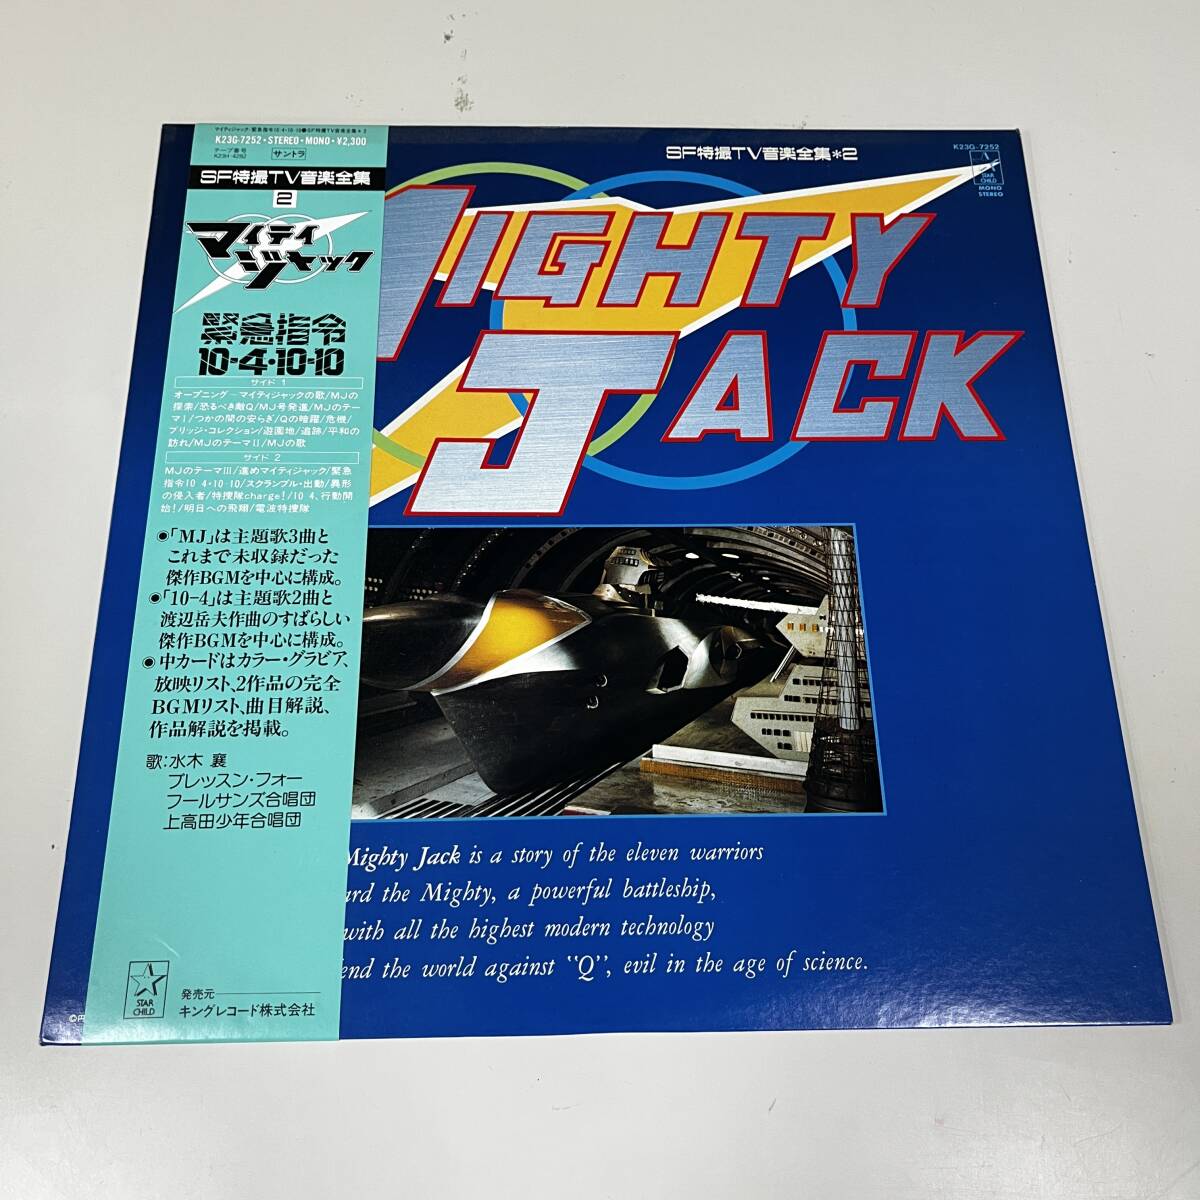 マイティジャック/緊急指令10-4・10-10●SF特撮TV音楽全集*2
K23G-7252・STEREO・MONO・¥2,300
テープ番号
K23H-4252
サントラ
SF特撮TV音楽全集
2
マイティ
ジャック
緊急指令
10-4・10-10
サイド 1
オープニング—マイティジャックの歌/MJの
探索/恐るべき敵Q/MJ号発進/MJのテー
マⅠ/つかの間の安らぎ/Qの暗躍/危機/
ブリッジ・コレクション/遊園地/追跡/平和の
訪れ/MJのテーマⅡ/MJの歌
サイド 2
MJのテーマⅢ/進めマイティジャック/緊急
指令10-4・10-10/スクランブル・出動/異形
の侵入者/特捜隊charge!/10-4、行動開
始!/明日への飛翔/電波特捜隊
●「MJ」は主題歌3曲と
これまで未収録だった
傑作BGMを中心に構成。
●「10-4」は主題歌2曲と
渡辺岳夫作曲のすばらしい
傑作BGMを中心に構成。
●中カードはカラー・グラビア、
放映リスト、2作品の完全
BGMリスト、曲目解説、
作品解説を掲載。
歌:水木 襄
ブレッスン・フォー
フールサンズ合唱団
上高田少年合唱団
STAR
CHILD
発売元
キングレコード株式会社
SF特撮TV音楽全集*2
K23G-7252
STAR
CHILD
MONO
STEREO
MIGHTY
JACK
Mighty Jack is a story of the eleven warriors
the Mighty, a powerful battleship,
with all the highest modern technology
the world against "Q", evil in the age of science.